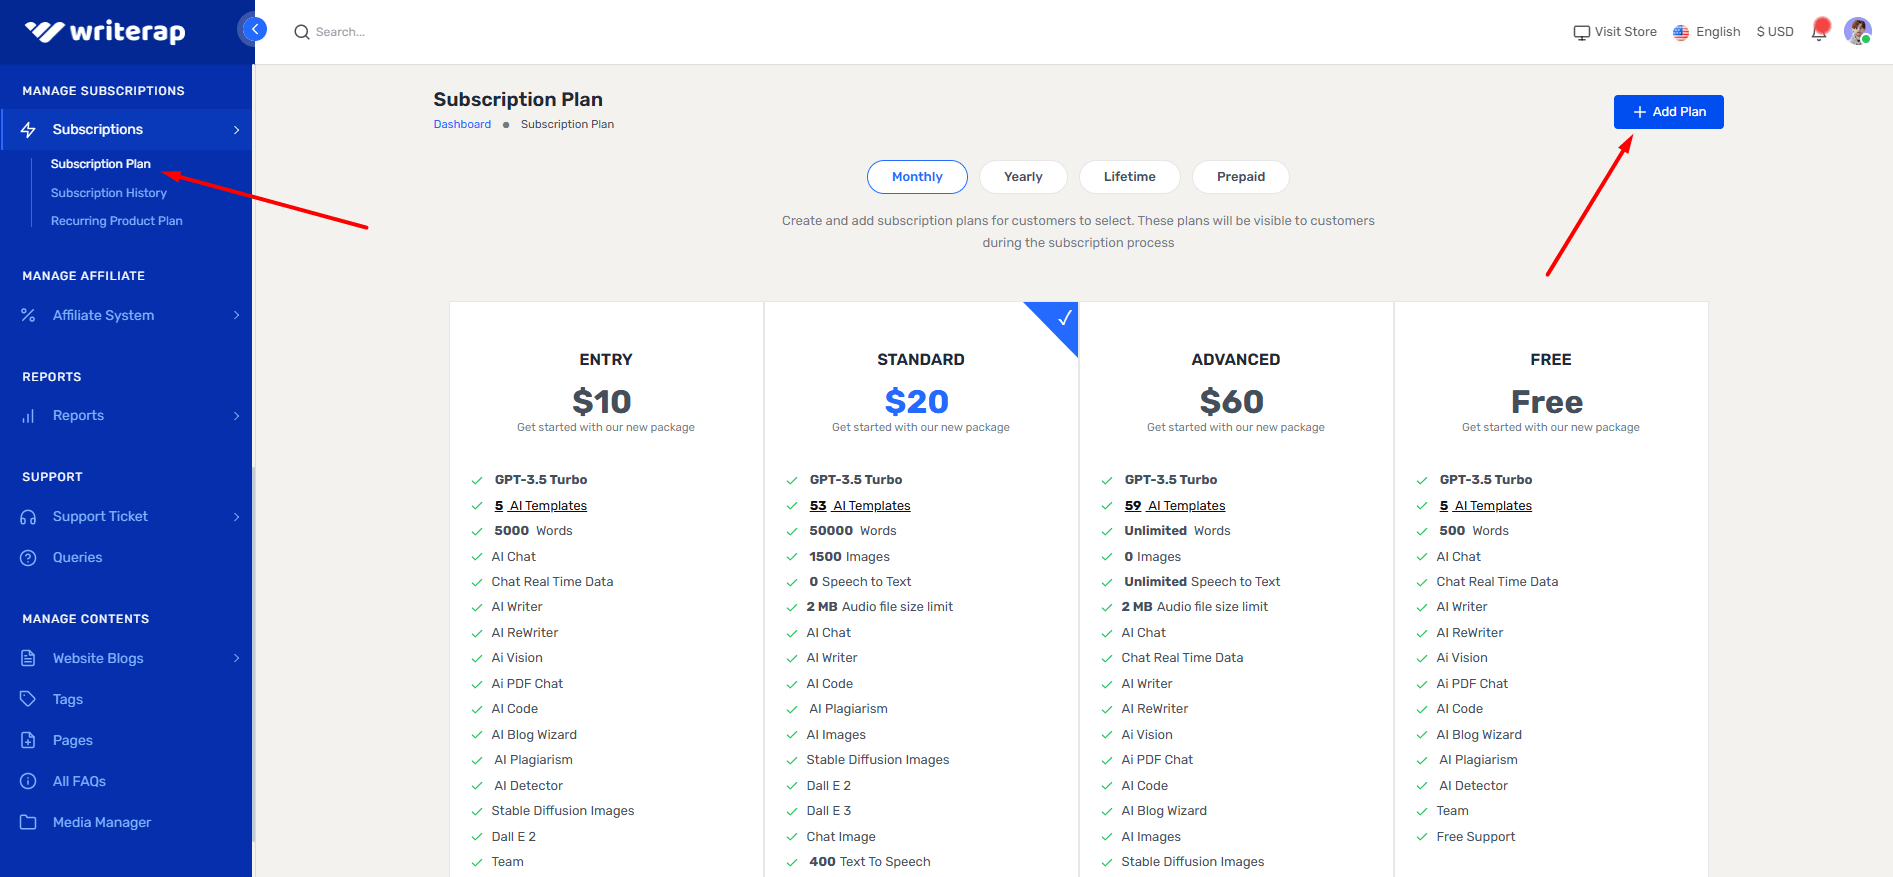 writerap
Search...
Visit Store
English
$ USD
MANAGE SUBSCRIPTIONS
Subscriptions
Subscription Plan
Subscription History
Recurring Product Plan
MANAGE AFFILIATE
Affiliate System
REPORTS
Reports
SUPPORT
Support Ticket
Queries
MANAGE CONTENTS
Website Blogs
Tags
Pages
All FAQs
Media Manager
Subscription Plan
Dashboard Subscription Plan
+ Add Plan
Monthly
Yearly
Lifetime
Prepaid
Create and add subscription plans for customers to select. These plans will be visible to customers
during the subscription process
ENTRY
$10
Get started with our new package
GPT-3.5 Turbo
5 AI Templates
5000 Words
AI Chat
Chat Real Time Data
AI Writer
AI ReWriter
Ai Vision
Ai PDF Chat
AI Code
AI Blog Wizard
AI Plagiarism
AI Detector
Stable Diffusion Images
Dall E 2
Team
STANDARD
$20
Get started with our new package
GPT-3.5 Turbo
53 AI Templates
50000 Words
1500 Images
0 Speech to Text
2 MB Audio file size limit
AI Chat
AI Writer
AI Code
AI Plagiarism
AI Images
Stable Diffusion Images
Dall E 2
Dall E 3
Chat Image
400 Text To Speech
ADVANCED
$60
Get started with our new package
GPT-3.5 Turbo
59 AI Templates
Unlimited Words
0 Images
Unlimited Speech to Text
2 MB Audio file size limit
AI Chat
Chat Real Time Data
AI Writer
AI ReWriter
Ai Vision
Ai PDF Chat
AI Code
AI Blog Wizard
AI Images
Stable Diffusion Images
FREE
Free
Get started with our new package
GPT-3.5 Turbo
5 AI Templates
500 Words
AI Chat
Chat Real Time Data
AI Writer
AI ReWriter
Ai Vision
Ai PDF Chat
AI Code
AI Blog Wizard
AI Plagiarism
AI Detector
Team
Free Support